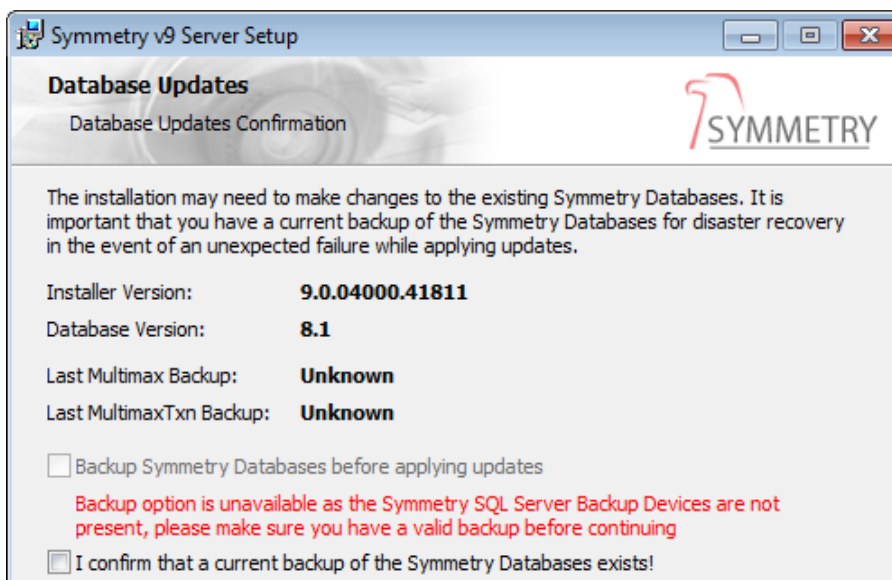 Symmetry v9 Server Setup
Database Updates
Database Updates Confirmation
SYMMETRY
The installation may need to make changes to the existing Symmetry Databases. It is
important that you have a current backup of the Symmetry Databases for disaster recovery
in the event of an unexpected failure while applying updates.
Installer Version: 9.0.04000.41811
Database Version: 8.1
Last Multimax Backup: Unknown
Last MultimaxTxn Backup: Unknown
Backup Symmetry Databases before applying updates
Backup option is unavailable as the Symmetry SQL Server Backup Devices are not
present, please make sure you have a valid backup before continuing
I confirm that a current backup of the Symmetry Databases exists!